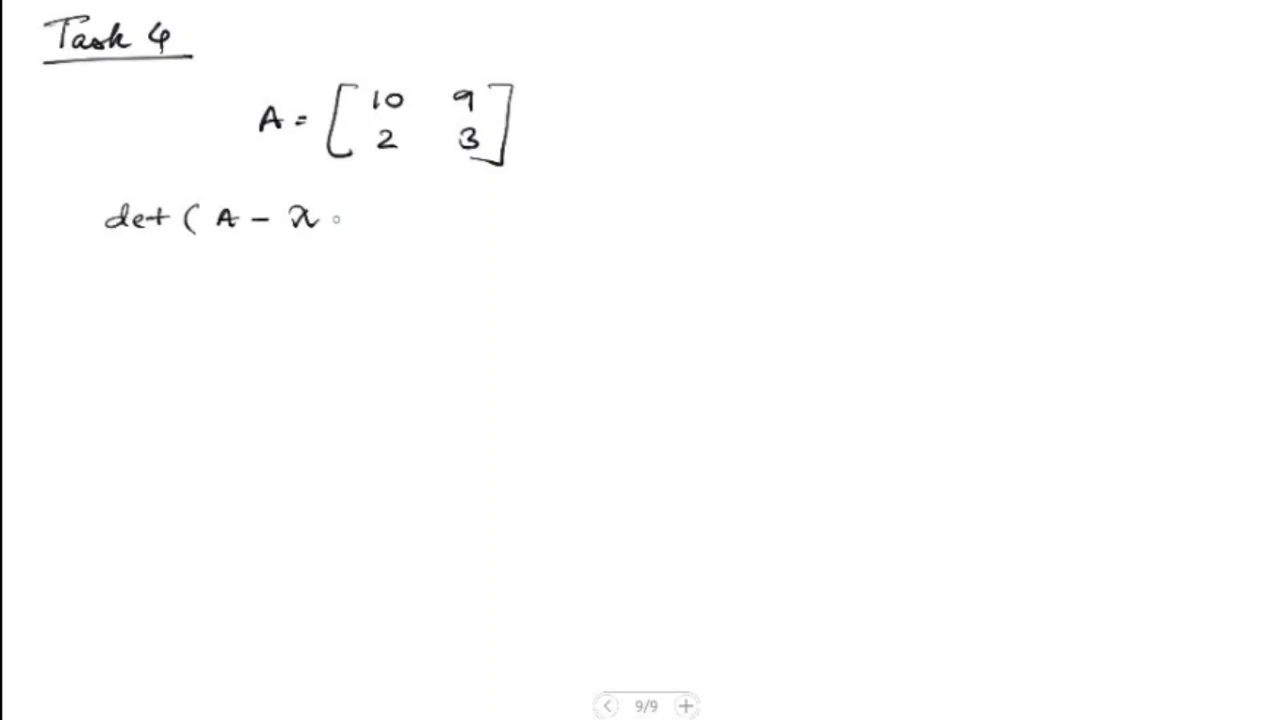 Task 4
A = [ 10 9
2 3 ]
det ( A - λ
9/9